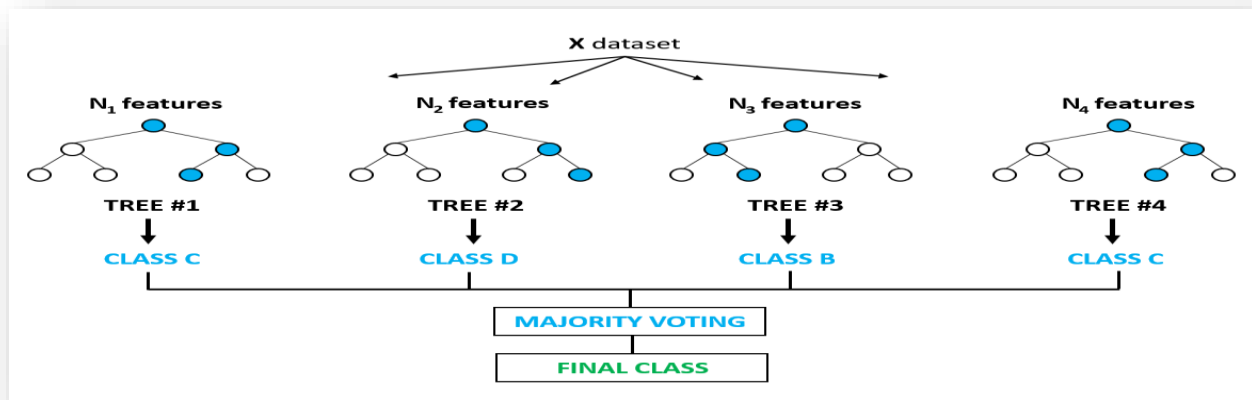 X dataset
N₁ features
N₂ features
N₃ features
N₄ features
TREE #1
TREE #2
TREE #3
TREE #4
CLASS C
CLASS D
CLASS B
CLASS C
MAJORITY VOTING
FINAL CLASS